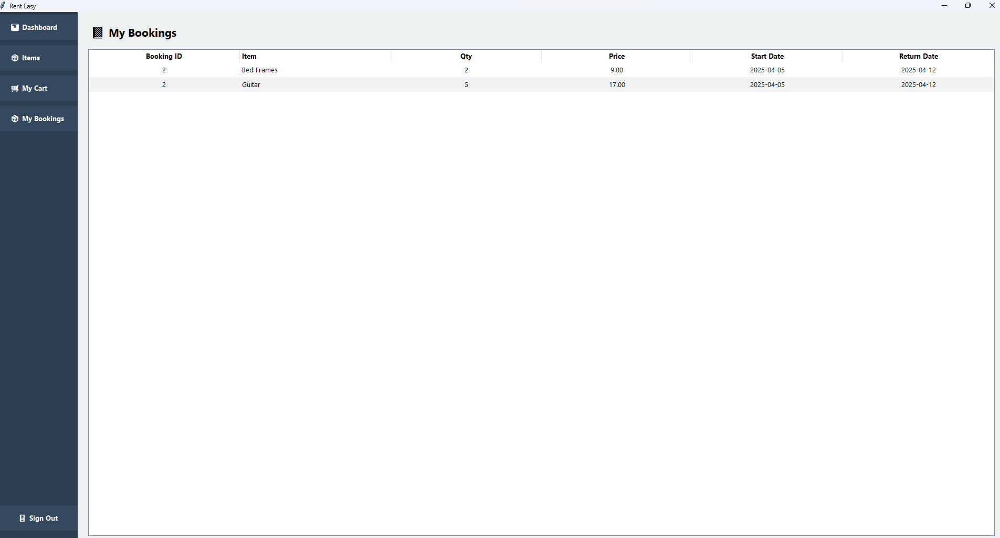 Rent Easy
Dashboard
Items
My Cart
My Bookings
Sign Out
My Bookings
Booking ID Item Qty Price Start Date Return Date
2 Bed Frames 2 9.00 2025-04-05 2025-04-12
2 Guitar 5 17.00 2025-04-05 2025-04-12